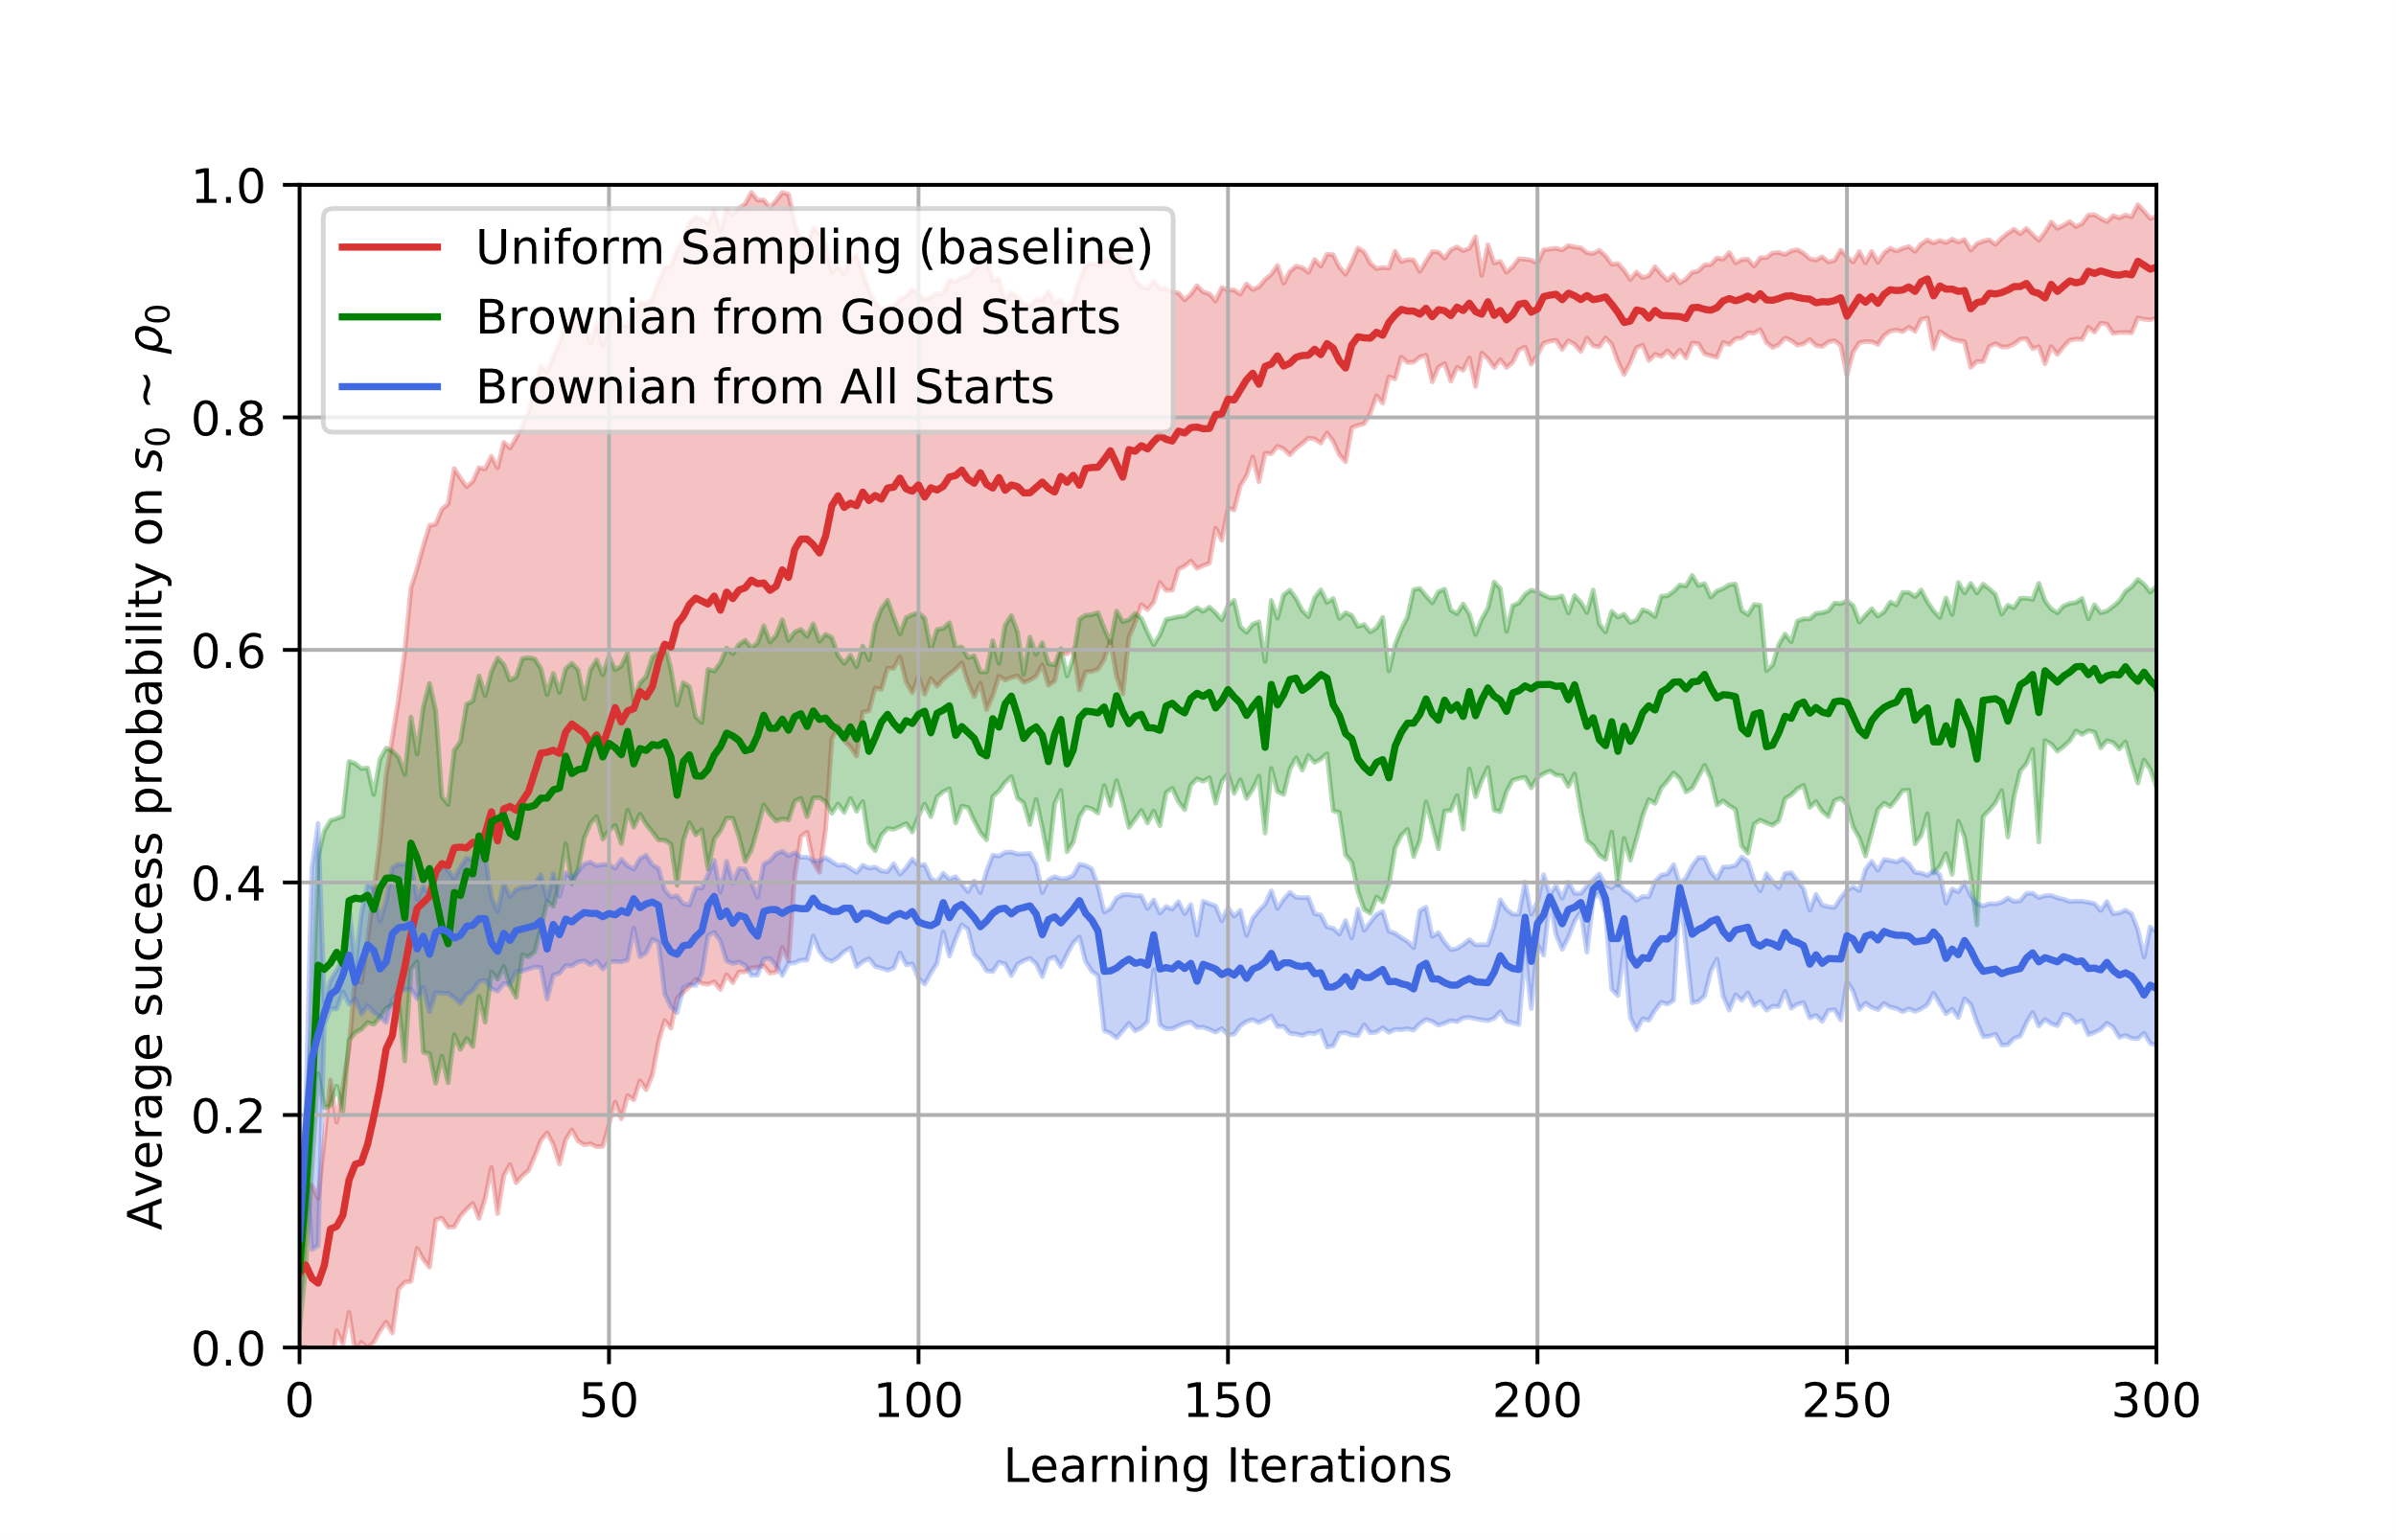 Uniform Sampling (baseline)
Brownian from Good Starts
Brownian from All Starts
Average success probability on s₀ ~ ρ₀
1.0
0.8
0.6
0.4
0.2
0.0
0 50 100 150 200 250 300
Learning Iterations